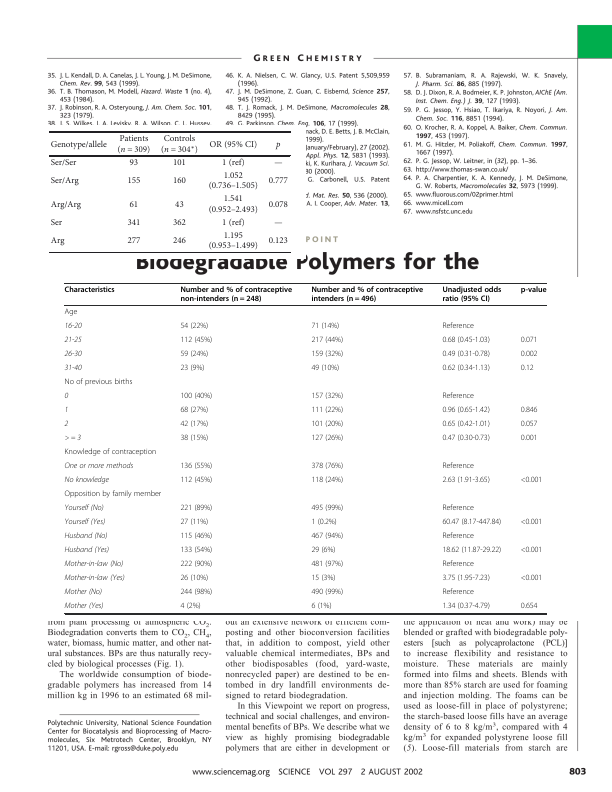 GREEN CHEMISTRY
35. J. L. Kendall, D. A. Canelas, J. L. Young, J. M. DeSimone,
Chem. Rev. 99, 543 (1999).
36. T. B. Thomason, M. Modell, Hazard. Waste 1 (no. 4),
453 (1984).
37. J. Robinson, R. A. Osteryoung, J. Am. Chem. Soc. 101,
323 (1979).
38. J. S. Wilkes, J. A. Levisky, R. A. Wilson, C. L. Hussey,
46. K. A. Nielsen, C. W. Glancy, U.S. Patent 5,509,959
(1996).
47. J. M. DeSimone, Z. Guan, C. Eisbernd, Science 257,
945 (1992).
48. T. J. Romack, J. M. DeSimone, Macromolecules 28,
8429 (1995).
49. G. Parkinson, Chem. Eng. 106, 17 (1999).
mack, D. E. Betts, J. B. McClain,
(1999).
January/February), 27 (2002).
Appl. Phys. 12, 5831 (1993).
ki, K. Kurihara, J. Vacuum Sci.
30 (2000).
G. Carbonell, U.S. Patent
d. Mat. Res. 50, 536 (2000).
A. I. Cooper, Adv. Mater. 13,
57. B. Subramaniam, R. A. Rajewski, W. K. Snavely,
J. Pharm. Sci. 86, 885 (1997).
58. D. J. Dixon, R. A. Bodmeier, K. P. Johnston, AIChE (Am.
Inst. Chem. Eng.) J. 39, 127 (1993).
59. P. G. Jessop, Y. Hsiao, T. Ikariya, R. Noyori, J. Am.
Chem. Soc. 116, 8851 (1994).
60. O. Krocher, R. A. Koppel, A. Baiker, Chem. Commun.
1997, 453 (1997).
61. M. G. Hitzler, M. Poliakoff, Chem. Commun. 1997,
1667 (1997).
62. P. G. Jessop, W. Leitner, in (32), pp. 1–36.
63. http://www.thomas-swan.co.uk/
64. P. A. Charpentier, K. A. Kennedy, J. M. DeSimone,
G. W. Roberts, Macromolecules 32, 5973 (1999).
65. www.fluorous.com/02primer.html
66. www.micell.com
67. www.nsfstc.unc.edu
Genotype/allele Patients (n = 309) Controls (n = 304*) OR (95% CI) p
Ser/Ser 93 101 1 (ref) —
Ser/Arg 155 160 1.052 (0.736–1.505) 0.777
Arg/Arg 61 43 1.541 (0.952–2.493) 0.078
Ser 341 362 1 (ref) —
Arg 277 246 1.195 (0.953–1.499) 0.123
POINT
Biodegradable Polymers for the
Characteristics Number and % of contraceptive non-intenders (n = 248) Number and % of contraceptive intenders (n = 496) Unadjusted odds ratio (95% CI) p-value
Age
16-20 54 (22%) 71 (14%) Reference
21-25 112 (45%) 217 (44%) 0.68 (0.45-1.03) 0.071
26-30 59 (24%) 159 (32%) 0.49 (0.31-0.78) 0.002
31-40 23 (9%) 49 (10%) 0.62 (0.34-1.13) 0.12
No of previous births
0 100 (40%) 157 (32%) Reference
1 68 (27%) 111 (22%) 0.96 (0.65-1.42) 0.846
2 42 (17%) 101 (20%) 0.65 (0.42-1.01) 0.057
> = 3 38 (15%) 127 (26%) 0.47 (0.30-0.73) 0.001
Knowledge of contraception
One or more methods 136 (55%) 378 (76%) Reference
No knowledge 112 (45%) 118 (24%) 2.63 (1.91-3.65) <0.001
Opposition by family member
Yourself (No) 221 (89%) 495 (99%) Reference
Yourself (Yes) 27 (11%) 1 (0.2%) 60.47 (8.17-447.84) <0.001
Husband (No) 115 (46%) 467 (94%) Reference
Husband (Yes) 133 (54%) 29 (6%) 18.62 (11.87-29.22) <0.001
Mother-in-law (No) 222 (90%) 481 (97%) Reference
Mother-in-law (Yes) 26 (10%) 15 (3%) 3.75 (1.95-7.23) <0.001
Mother (No) 244 (98%) 490 (99%) Reference
Mother (Yes) 4 (2%) 6 (1%) 1.34 (0.37-4.79) 0.654
from plant processing of atmospheric CO2.
Biodegradation converts them to CO2, CH4,
water, biomass, humic matter, and other nat-
ural substances. BPs are thus naturally recy-
cled by biological processes (Fig. 1).
The worldwide consumption of biode-
gradable polymers has increased from 14
million kg in 1996 to an estimated 68 mil-
Polytechnic University, National Science Foundation
Center for Biocatalysis and Bioprocessing of Macro-
molecules, Six Metrotech Center, Brooklyn, NY
11201, USA. E-mail: rgross@duke.poly.edu
but an extensive network of efficient com-
posting and other bioconversion facilities
that, in addition to compost, yield other
valuable chemical intermediates, BPs and
other biodisposables (food, yard-waste,
nonrecycled paper) are destined to be en-
tombed in dry landfill environments de-
signed to retard biodegradation.
In this Viewpoint we report on progress,
technical and social challenges, and environ-
mental benefits of BPs. We describe what we
view as highly promising biodegradable
polymers that are either in development or
the application of heat and work) may be
blended or grafted with biodegradable poly-
esters [such as polycaprolactone (PCL)]
to increase flexibility and resistance to
moisture. These materials are mainly
formed into films and sheets. Blends with
more than 85% starch are used for foaming
and injection molding. The foams can be
used as loose-fill in place of polystyrene;
the starch-based loose fills have an average
density of 6 to 8 kg/m3, compared with 4
kg/m3 for expanded polystyrene loose fill
(5). Loose-fill materials from starch are
www.sciencemag.org SCIENCE VOL 297 2 AUGUST 2002 803